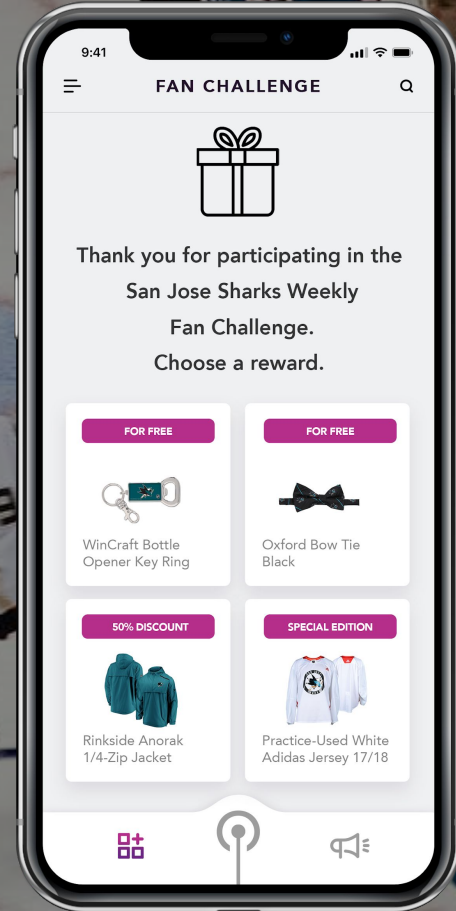 9:41
FAN CHALLENGE
Thank you for participating in the
San Jose Sharks Weekly
Fan Challenge.
Choose a reward.
FOR FREE
WinCraft Bottle
Opener Key Ring
FOR FREE
Oxford Bow Tie
Black
50% DISCOUNT
Rinkside Anorak
1/4-Zip Jacket
SPECIAL EDITION
Practice-Used White
Adidas Jersey 17/18